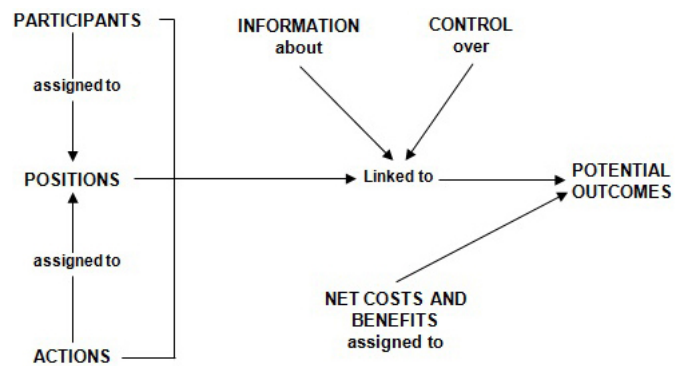 PARTICIPANTS
INFORMATION
about
CONTROL
over
assigned to
POSITIONS
Linked to
POTENTIAL
OUTCOMES
assigned to
NET COSTS AND
BENEFITS
assigned to
ACTIONS